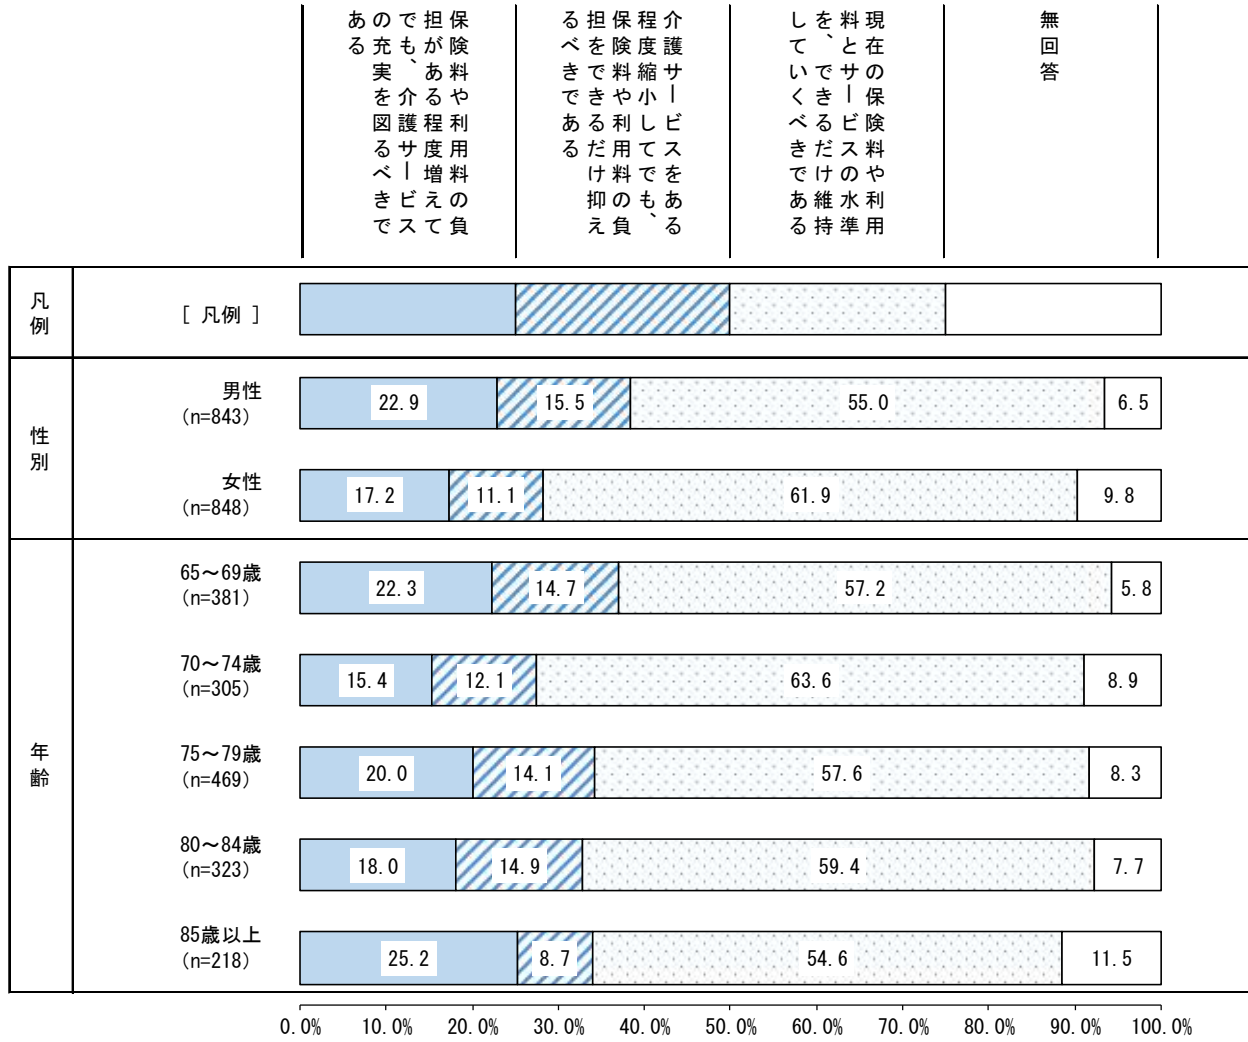 保険料や利用料の負
担がある程度増えて
でも、介護サービス
の充実を図るべきで
ある
介護サービスをある
程度縮小してでも、
保険料や利用料の負
担をできるだけ抑え
るべきである
現在の保険料や利用
料とサービスの水準
を、できるだけ維持
していくべきである
無回答
凡例
[ 凡例 ]
性別
男性
(n=843)
22.9 15.5 55.0 6.5
女性
(n=848)
17.2 11.1 61.9 9.8
年齢
65～69歳
(n=381)
22.3 14.7 57.2 5.8
70～74歳
(n=305)
15.4 12.1 63.6 8.9
75～79歳
(n=469)
20.0 14.1 57.6 8.3
80～84歳
(n=323)
18.0 14.9 59.4 7.7
85歳以上
(n=218)
25.2 8.7 54.6 11.5
0.0% 10.0% 20.0% 30.0% 40.0% 50.0% 60.0% 70.0% 80.0% 90.0% 100.0%